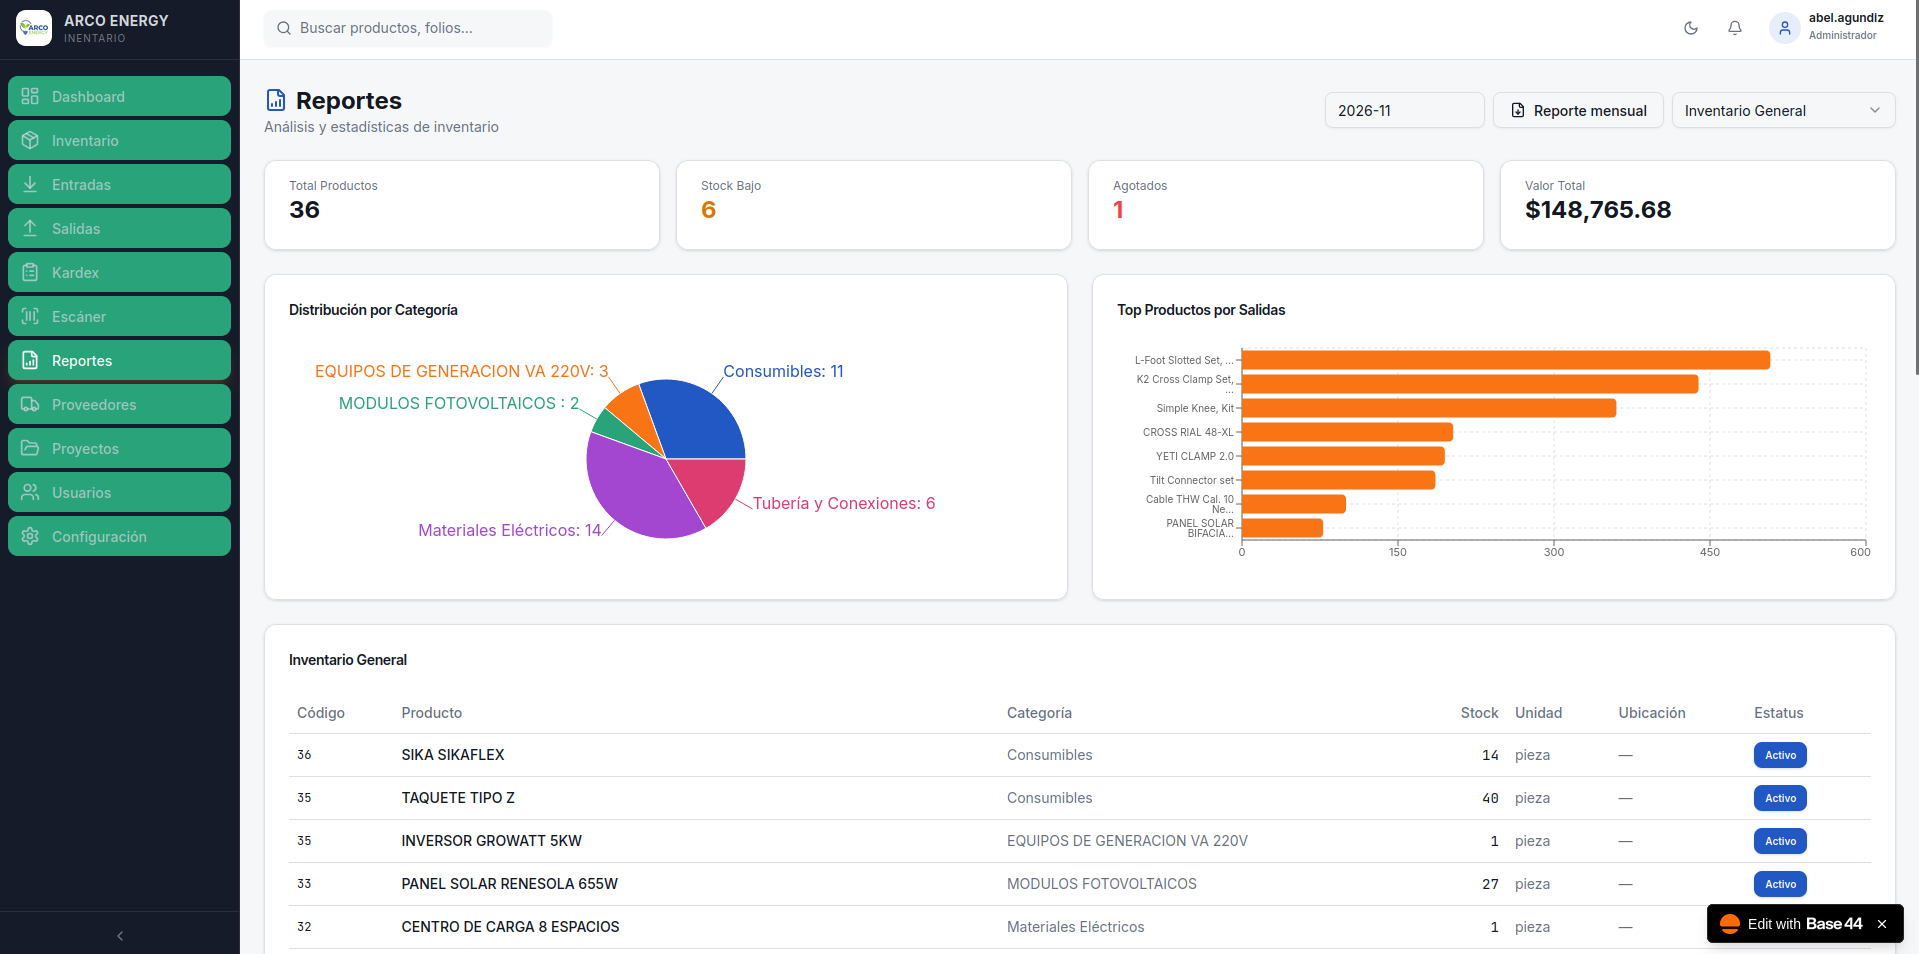 ARCO ENERGY
INENTARIO
Buscar productos, folios...
abel.agundiz
Administrador
Dashboard
Inventario
Entradas
Salidas
Kardex
Escáner
Reportes
Proveedores
Proyectos
Usuarios
Configuración
Reportes
Análisis y estadísticas de inventario
2026-11
Reporte mensual
Inventario General
Total Productos
36
Stock Bajo
6
Agotados
1
Valor Total
$148,765.68
Distribución por Categoría
EQUIPOS DE GENERACION VA 220V: 3
Consumibles: 11
MODULOS FOTOVOLTAICOS : 2
Tubería y Conexiones: 6
Materiales Eléctricos: 14
Top Productos por Salidas
L-Foot Slotted Set, ...
K2 Cross Clamp Set,
...
Simple Knee, Kit
CROSS RIAL 48-XL
YETI CLAMP 2.0
Tilt Connector set
Cable THW Cal. 10
Ne...
PANEL SOLAR
BIFACIA...
0 150 300 450 600
Inventario General
Código Producto Categoría Stock Unidad Ubicación Estatus
36 SIKA SIKAFLEX Consumibles 14 pieza — Activo
35 TAQUETE TIPO Z Consumibles 40 pieza — Activo
35 INVERSOR GROWATT 5KW EQUIPOS DE GENERACION VA 220V 1 pieza — Activo
33 PANEL SOLAR RENESOLA 655W MODULOS FOTOVOLTAICOS 27 pieza — Activo
32 CENTRO DE CARGA 8 ESPACIOS Materiales Eléctricos 1 pieza —
Edit with Base 44